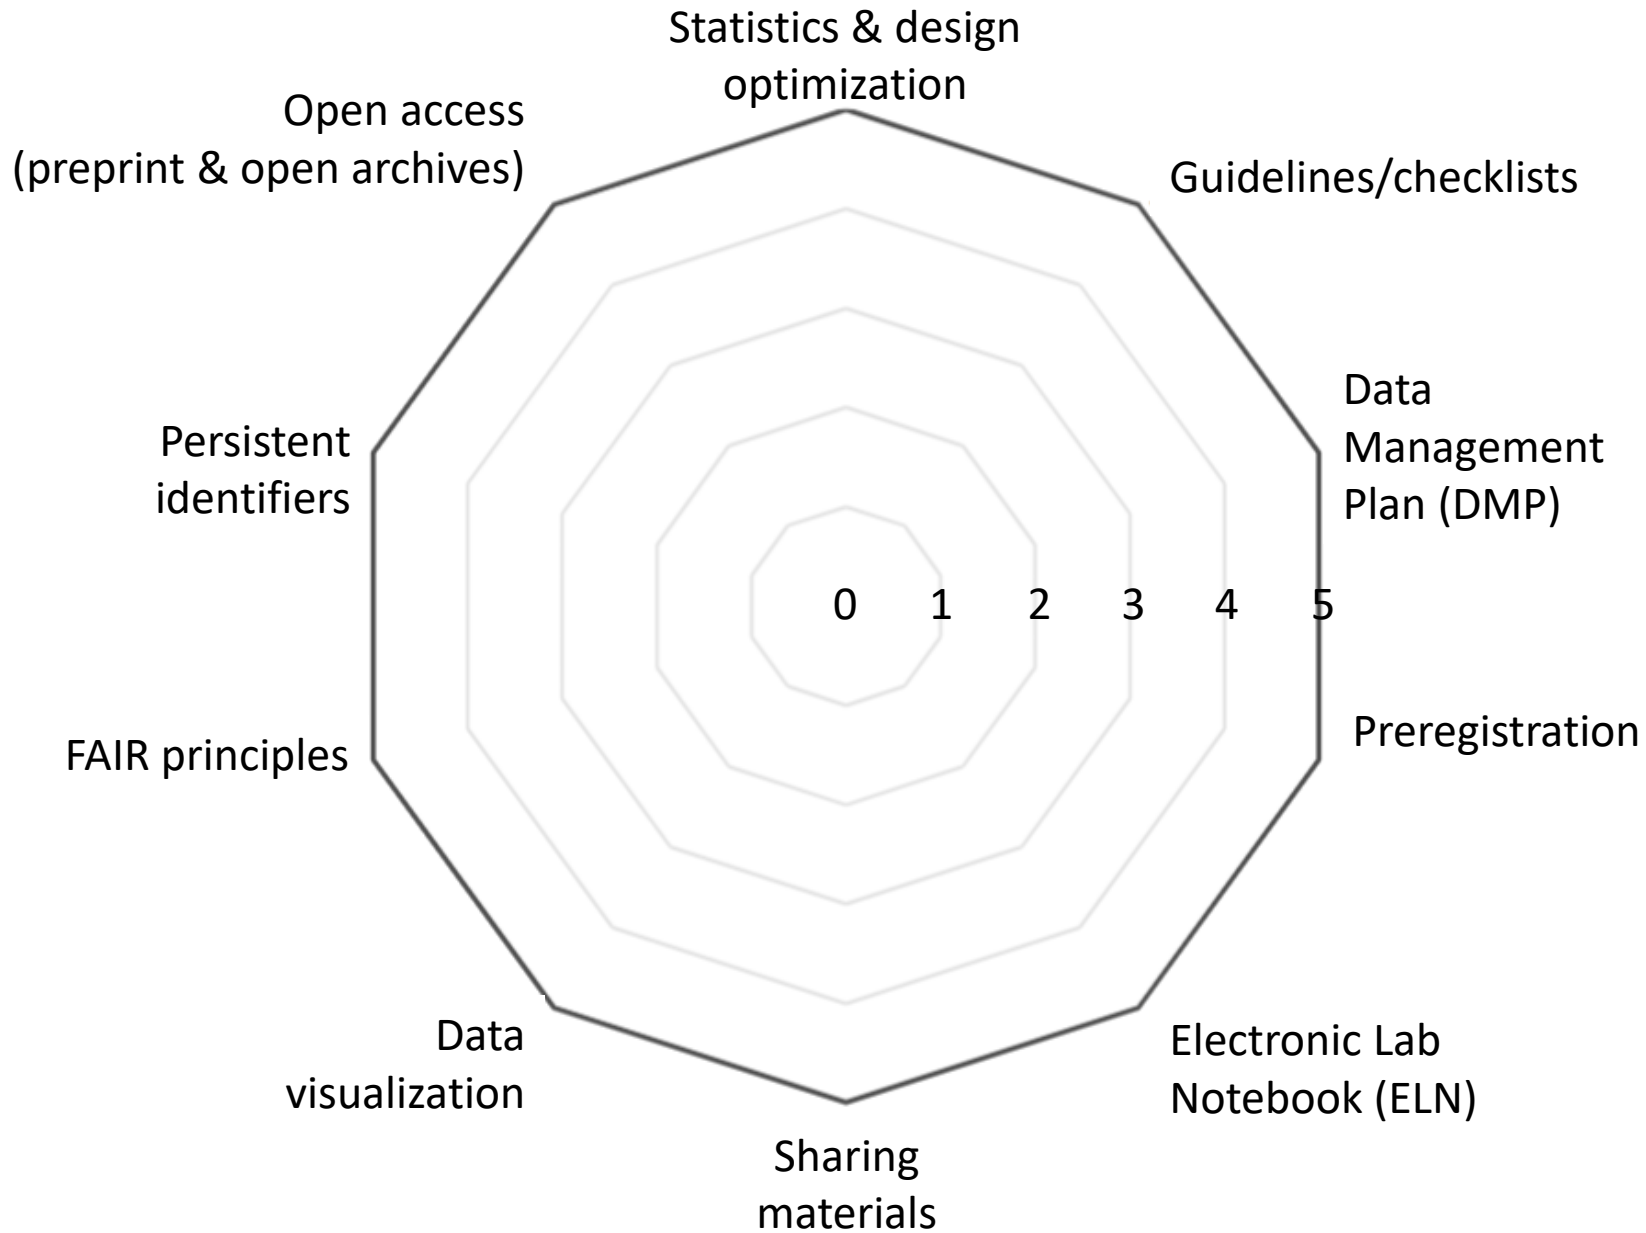 Statistics & design
optimization
Open access
(preprint & open archives)
Guidelines/checklists
Data
Management
Plan (DMP)
Persistent
identifiers
0 1 2 3 4 5
Preregistration
FAIR principles
Data
visualization
Electronic Lab
Notebook (ELN)
Sharing
materials